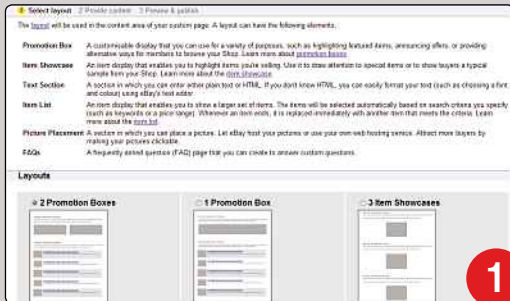 1 Select layout 2 Provide content 3 Preview & publish
The layout will be used in the content area of your custom page. A layout can have the following elements:
Promotion Box A customisable display that you can use for a variety of purposes, such as highlighting featured items, announcing offers, or providing
alternative ways for members to browse your Shop. Learn more about promotion boxes
Item Showcase An item display that enables you to highlight items you're selling. Use it to draw attention to special items or to show buyers a typical
sample from your Shop. Learn more about the item showcase.
Text Section A section in which you can enter either plain text or HTML. If you don't know HTML, you can easily format your text (such as choosing a font
and colour) using eBay's text editor
Item List An item display that enables you to show a larger set of items. The items will be selected automatically based on search criteria you specify
(such as keywords or a price range). Whenever an item ends, it is replaced immediately with another item that meets the criteria. Learn
more about the item list.
Picture Placement A section in which you can place a picture. Let eBay host your pictures or use your own web hosting service. Attract more buyers by
making your pictures clickable.
FAQs A frequently asked question (FAQ) page that you can create to answer custom questions.
Layouts
2 Promotion Boxes 1 Promotion Box 3 Item Showcases
1